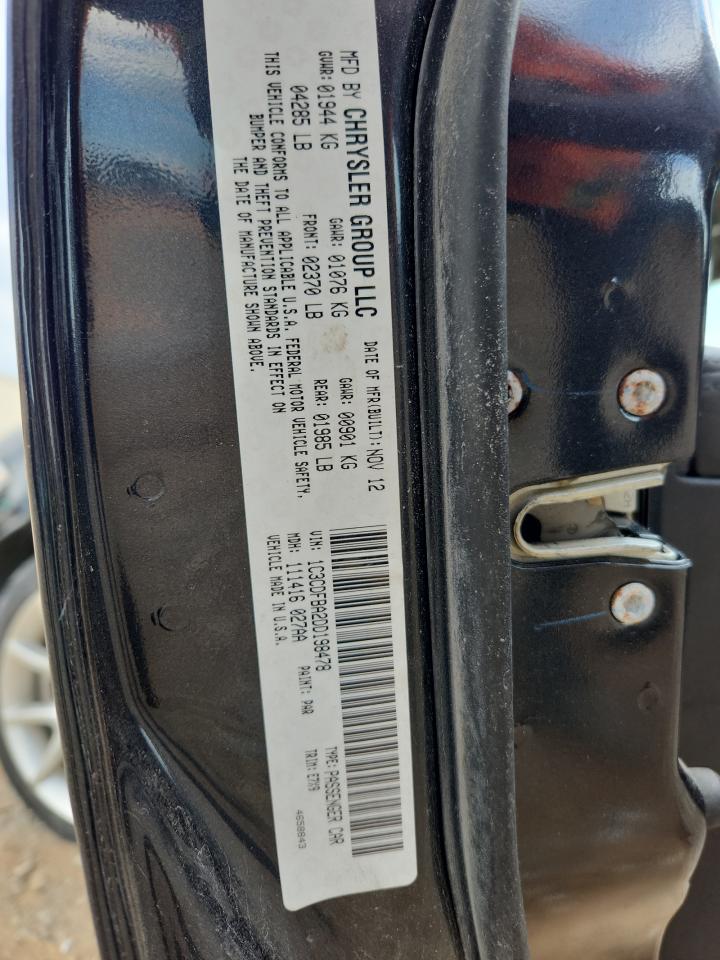 MFD BY CHRYSLER GROUP LLC DATE OF MFR(BUILT): NOV 12
GVWR: 01944 KG GAWR: 01076 KG GAWR: 00901 KG
04285 LB FRONT: 02370 LB REAR: 01985 LB
THIS VEHICLE CONFORMS TO ALL APPLICABLE U.S.A. FEDERAL MOTOR VEHICLE SAFETY,
BUMPER AND THEFT PREVENTION STANDARDS IN EFFECT ON
THE DATE OF MANUFACTURE SHOWN ABOVE.
VIN: 1C3CDFBA2DD198478 TYPE: PASSENGER CAR
MDH: 111416 027AA PAINT: PAR TRIM: E7X9
VEHICLE MADE IN U.S.A. 4658843